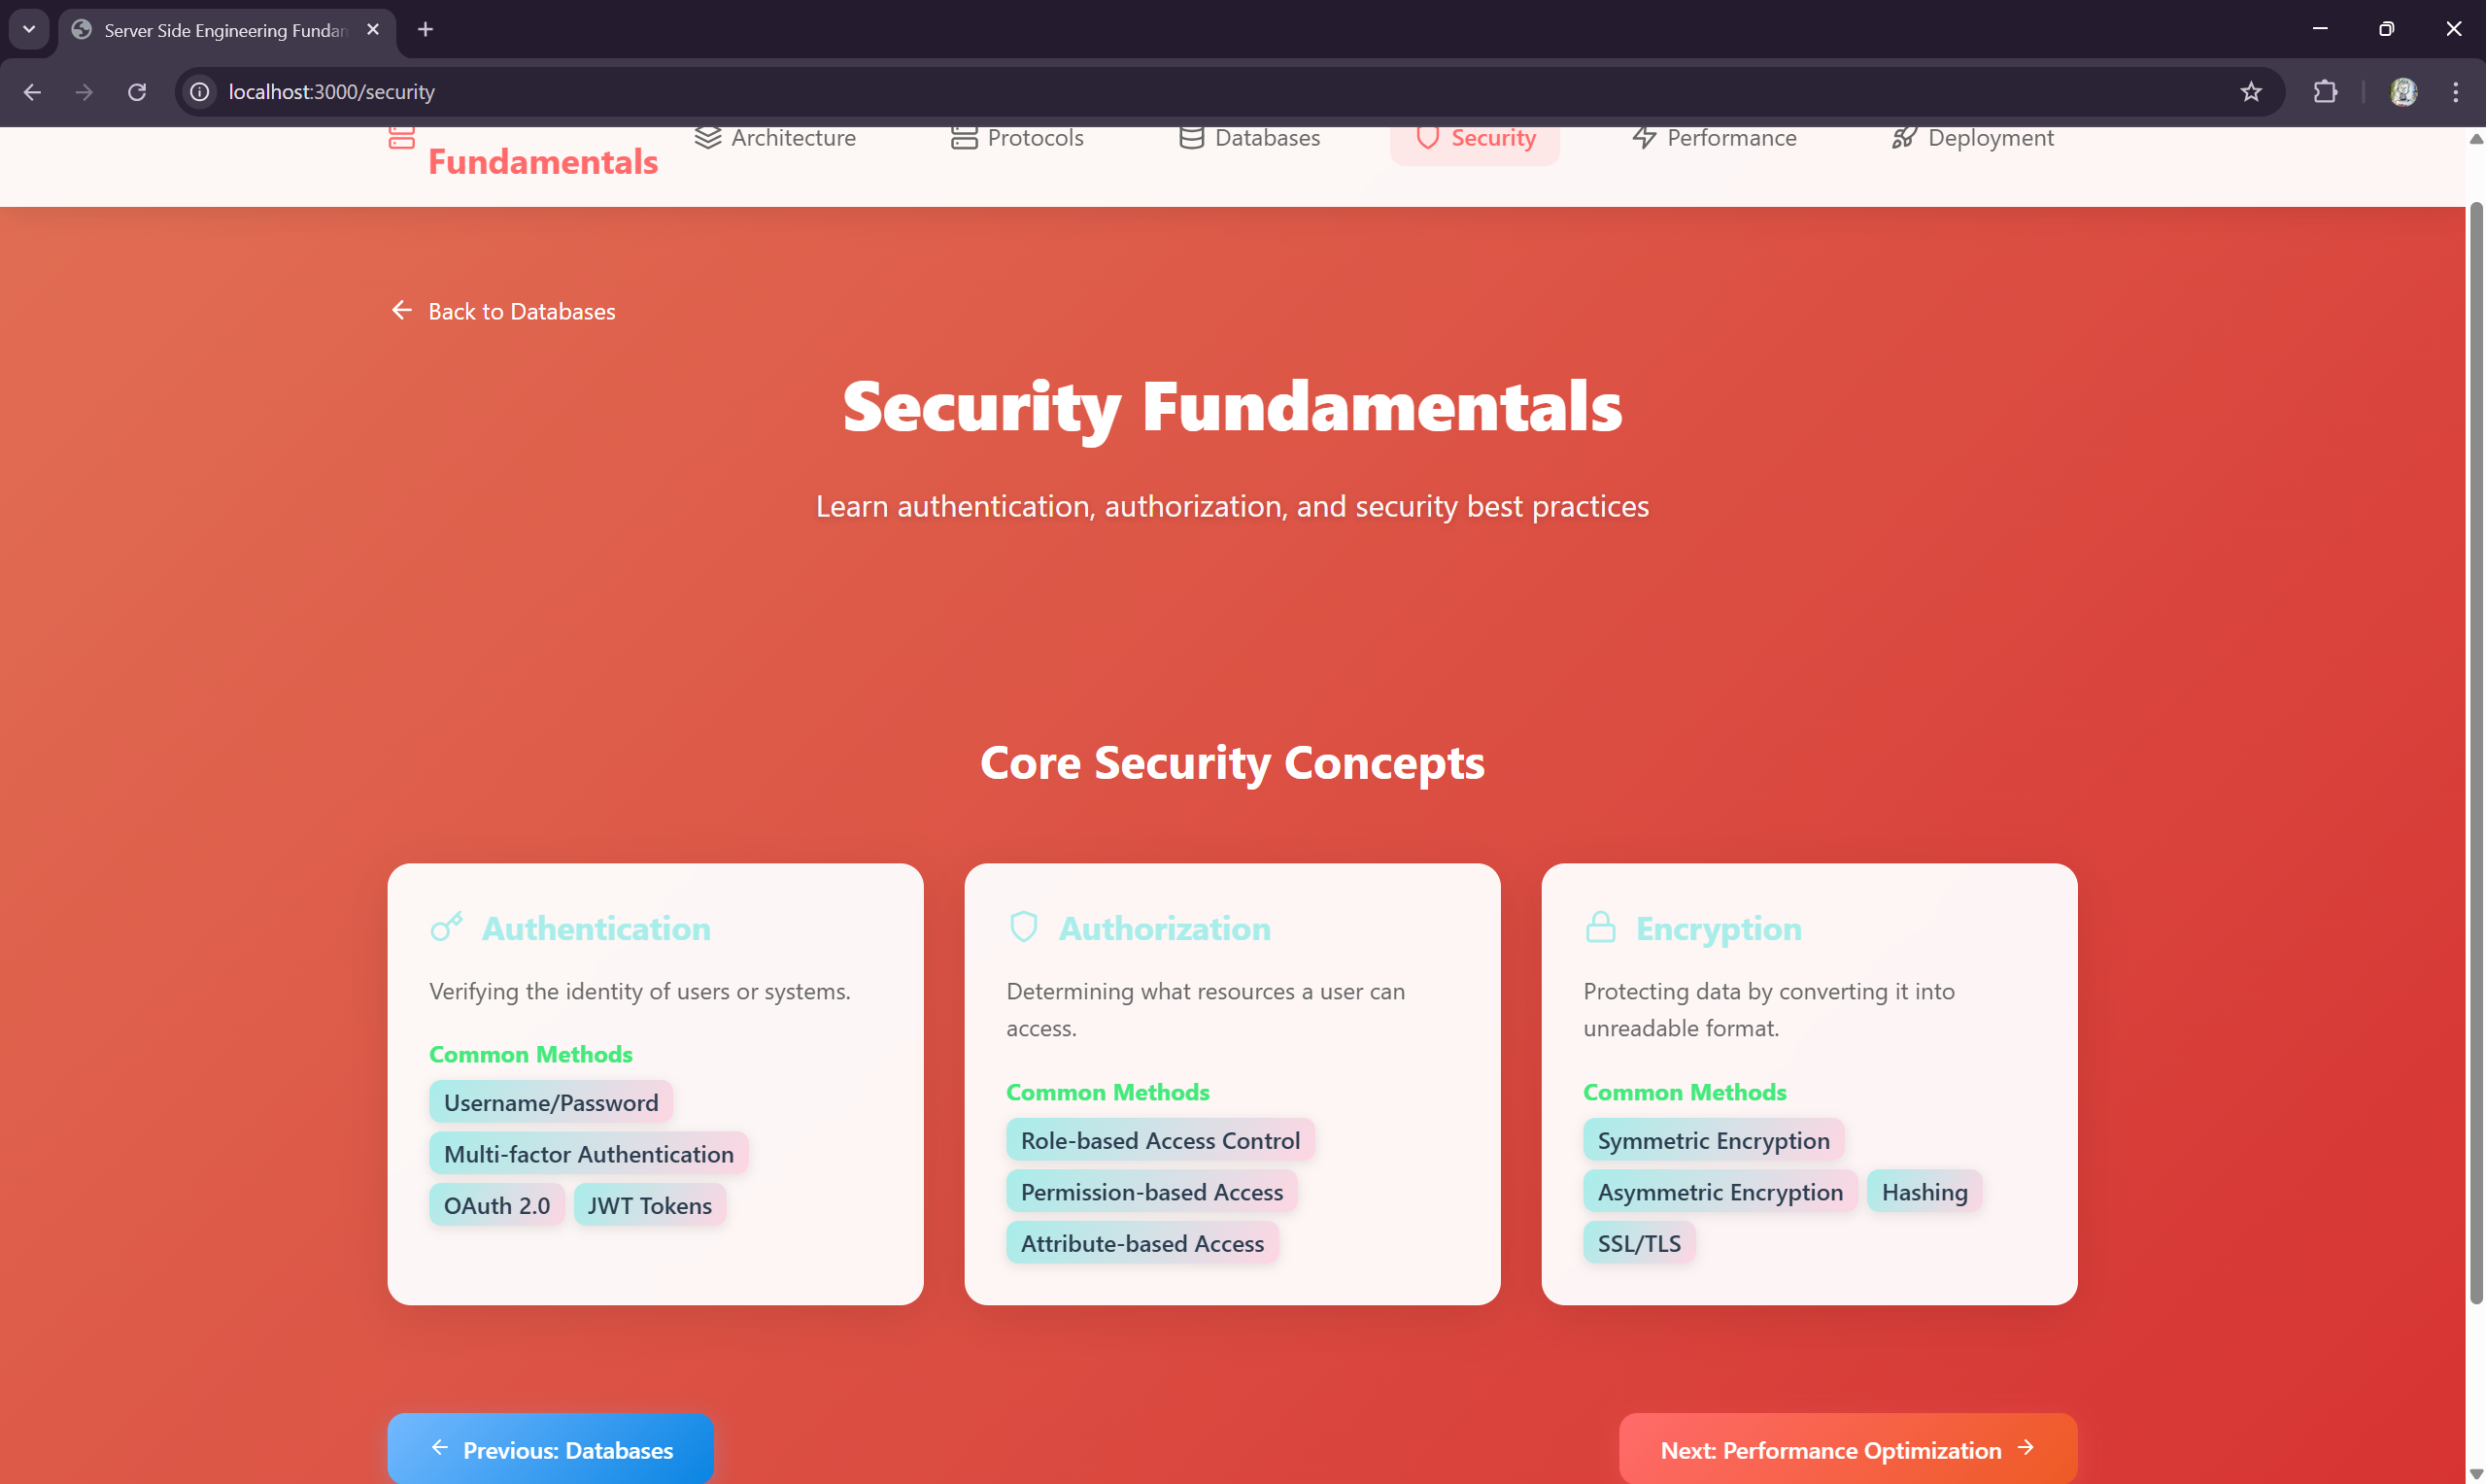 Server Side Engineering Fundam
localhost:3000/security
Fundamentals
Architecture
Protocols
Databases
Security
Performance
Deployment
Back to Databases
Security Fundamentals
Learn authentication, authorization, and security best practices
Core Security Concepts
Authentication
Verifying the identity of users or systems.
Common Methods
Username/Password
Multi-factor Authentication
OAuth 2.0
JWT Tokens
Authorization
Determining what resources a user can
access.
Common Methods
Role-based Access Control
Permission-based Access
Attribute-based Access
Encryption
Protecting data by converting it into
unreadable format.
Common Methods
Symmetric Encryption
Asymmetric Encryption
Hashing
SSL/TLS
Previous: Databases
Next: Performance Optimization